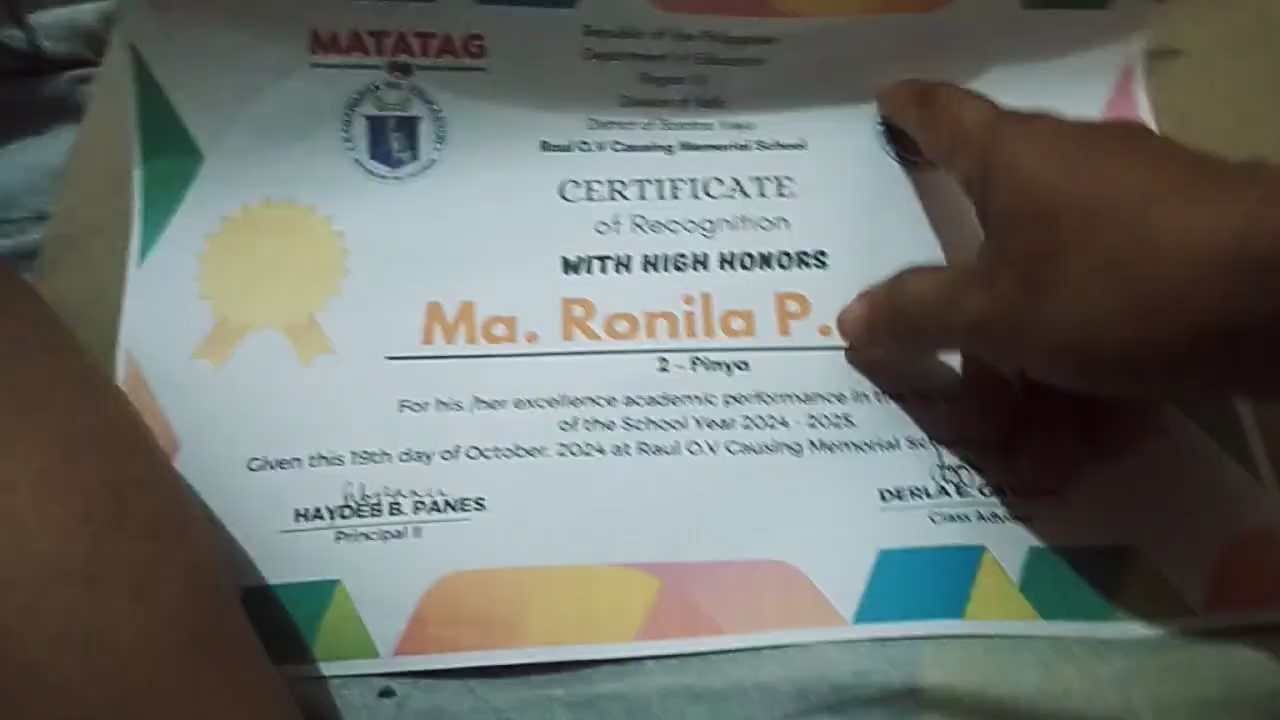 MATATAG
Republic of the Philippines
Department of Education
Raul O.V Causing Memorial School
CERTIFICATE
of Recognition
WITH HIGH HONORS
Ma. Ronila P.
2 - Pinya
For his /her excellence academic performance in
of the School Year 2024 - 2025.
Given this 19th day of October, 2024 at Raul O.V Causing Memorial
HAYDEE B. PANES
Principal II
DERLA E.
Class